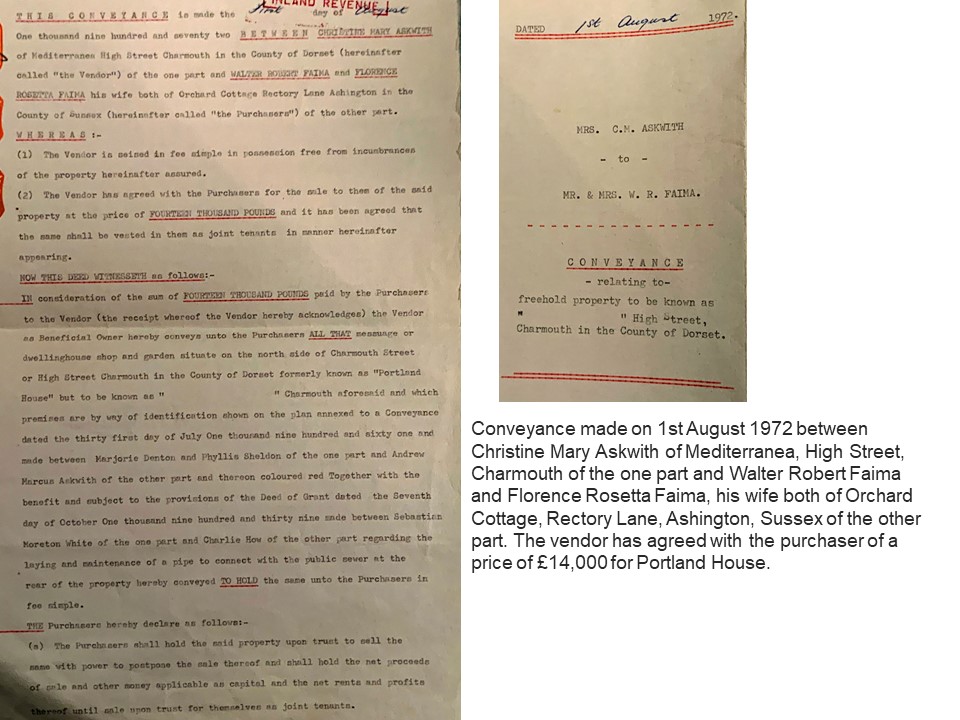 INLAND REVENUE
THIS CONVEYANCE is made the first day of August
One thousand nine hundred and seventy two BETWEEN CHRISTINE MARY ASKWITH
of Mediterranea High Street Charmouth in the County of Dorset (hereinafter
called "the Vendor") of the one part and WALTER ROBERT FAIMA and FLORENCE
ROSETTA FAIMA his wife both of Orchard Cottage Rectory Lane Ashington in the
County of Sussex (hereinafter called "the Purchasers") of the other part.
WHEREAS :-
(1) The Vendor is seised in fee simple in possession free from incumbrances
of the property hereinafter assured.
(2) The Vendor has agreed with the Purchasers for the sale to them of the said
property at the price of FOURTEEN THOUSAND POUNDS and it has been agreed that
the same shall be vested in them as joint tenants in manner hereinafter
appearing.
NOW THIS DEED WITNESSETH as follows:-
IN consideration of the sum of FOURTEEN THOUSAND POUNDS paid by the Purchasers
to the Vendor (the receipt whereof the Vendor hereby acknowledges) the Vendor
as Beneficial Owner hereby conveys unto the Purchasers ALL THAT messuage or
dwellinghouse shop and garden situate on the north side of Charmouth Street
or High Street Charmouth in the County of Dorset formerly known as "Portland
House" but to be known as " " Charmouth aforesaid and which
premises are by way of identification shown on the plan annexed to a Conveyance
dated the thirty first day of July One thousand nine hundred and sixty one and
made between Marjorie Denton and Phyllis Sheldon of the one part and Andrew
Marcus Askwith of the other part and thereon coloured red Together with the
benefit and subject to the provisions of the Deed of Grant dated the Seventh
day of October One thousand nine hundred and thirty nine made between Sebastian
Moreton White of the one part and Charlie How of the other part regarding the
laying and maintenance of a pipe to connect with the public sewer at the
rear of the property hereby conveyed TO HOLD the same unto the Purchasers in
fee simple.
THE Purchasers hereby declare as follows:-
(a) The Purchasers shall hold the said property upon trust to sell the
same with power to postpone the sale thereof and shall hold the net proceeds
of sale and other money applicable as capital and the net rents and profits
thereof until sale upon trust for themselves as joint tenants.
DATED 1st August 1972.
MRS. C.M. ASKWITH
- to -
MR. & MRS. W. R. FAIMA.
CONVEYANCE
- relating to-
freehold property to be known as
" " High Street,
Charmouth in the County of Dorset.
Conveyance made on 1st August 1972 between
Christine Mary Askwith of Mediterranea, High Street,
Charmouth of the one part and Walter Robert Faima
and Florence Rosetta Faima, his wife both of Orchard
Cottage, Rectory Lane, Ashington, Sussex of the other
part. The vendor has agreed with the purchaser of a
price of £14,000 for Portland House.